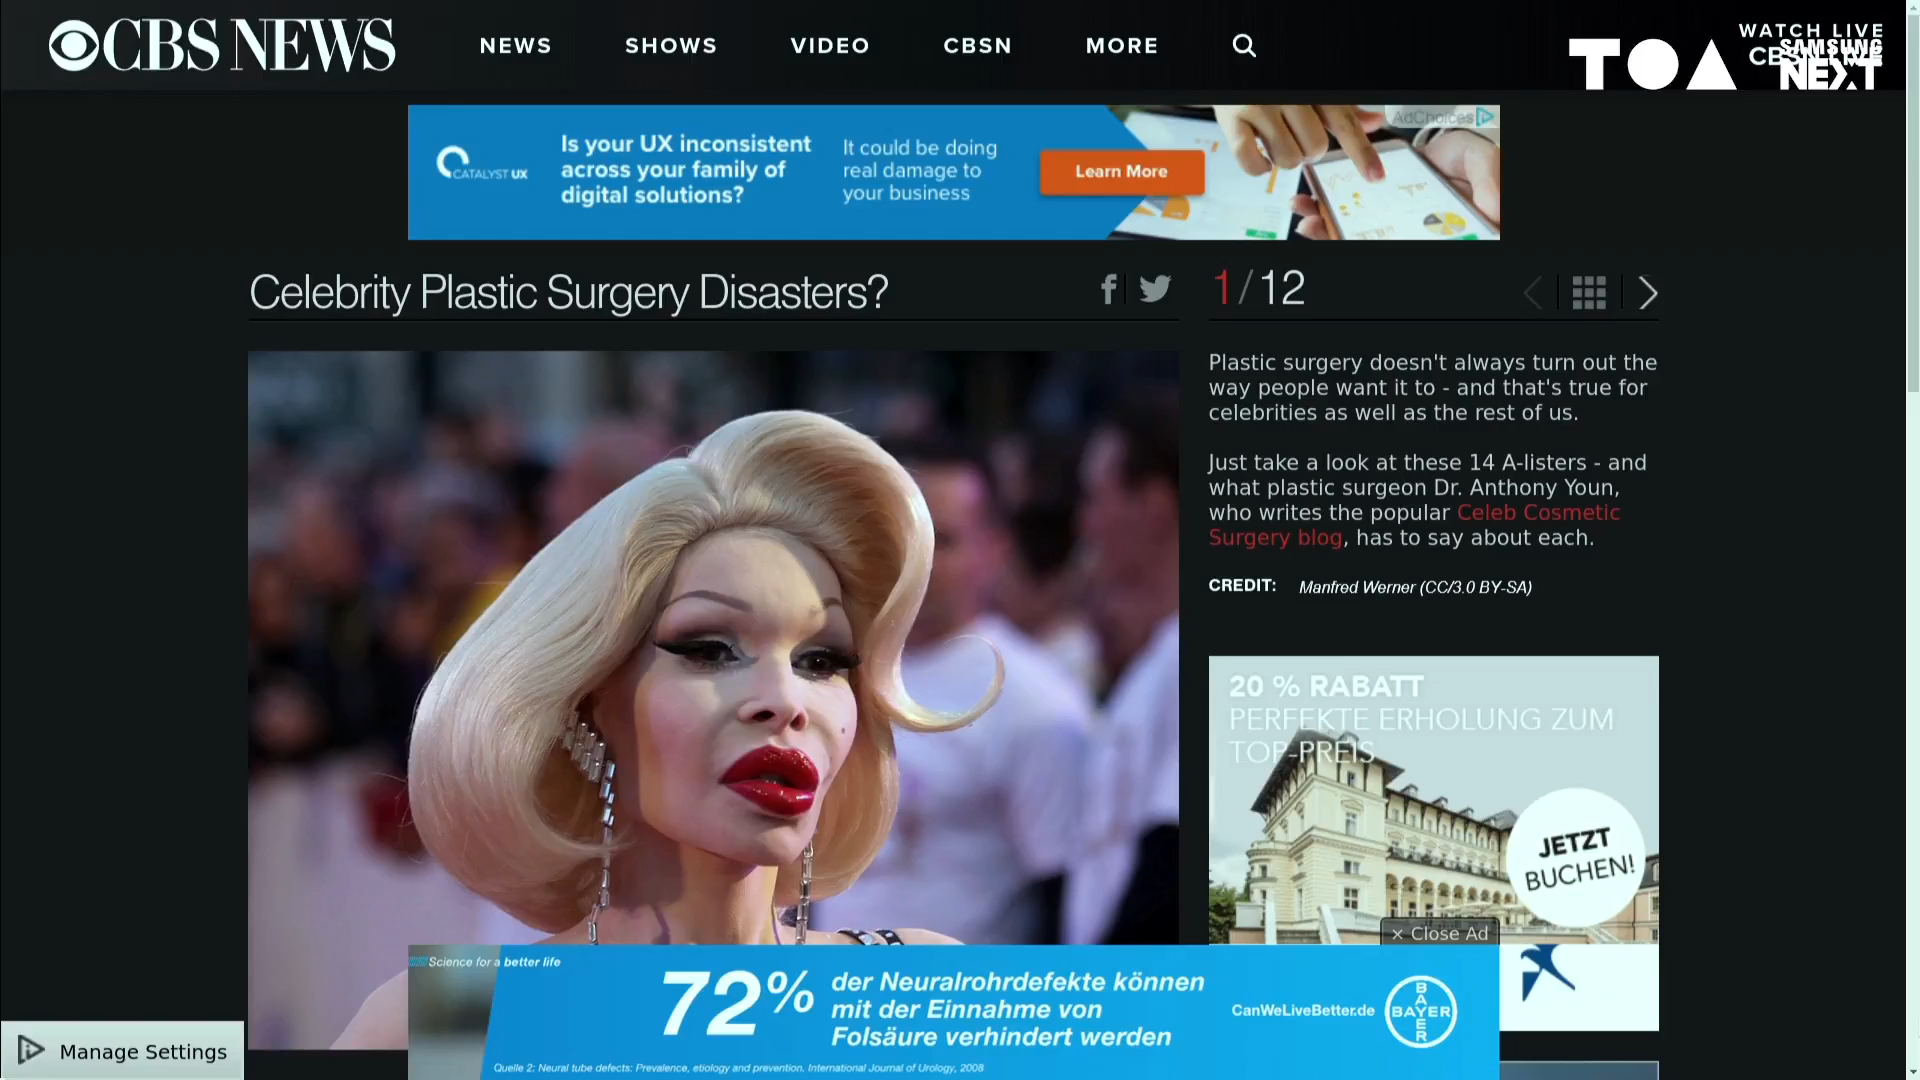 CBS NEWS
NEWS
SHOWS
VIDEO
CBSN
MORE
WATCH LIVE
TOA
SAMSUNG
NEXT
CATALYST UX
Is your UX inconsistent
across your family of
digital solutions?
It could be doing
real damage to
your business
Learn More
AdChoices
Celebrity Plastic Surgery Disasters?
1/12
Plastic surgery doesn't always turn out the
way people want it to - and that's true for
celebrities as well as the rest of us.
Just take a look at these 14 A-listers - and
what plastic surgeon Dr. Anthony Youn,
who writes the popular Celeb Cosmetic
Surgery blog, has to say about each.
CREDIT: Manfred Werner (CC/3.0 BY-SA)
20 % RABATT
PERFEKTE ERHOLUNG ZUM
TOP-PREIS
JETZT
BUCHEN!
× Close Ad
Science for a better life
72%
der Neuralrohrdefekte können
mit der Einnahme von
Folsäure verhindert werden
CanWeLiveBetter.de
BAYER
BAYER
Quelle 2: Neural tube defects: Prevalence, etiology and prevention. International Journal of Urology, 2008
Manage Settings